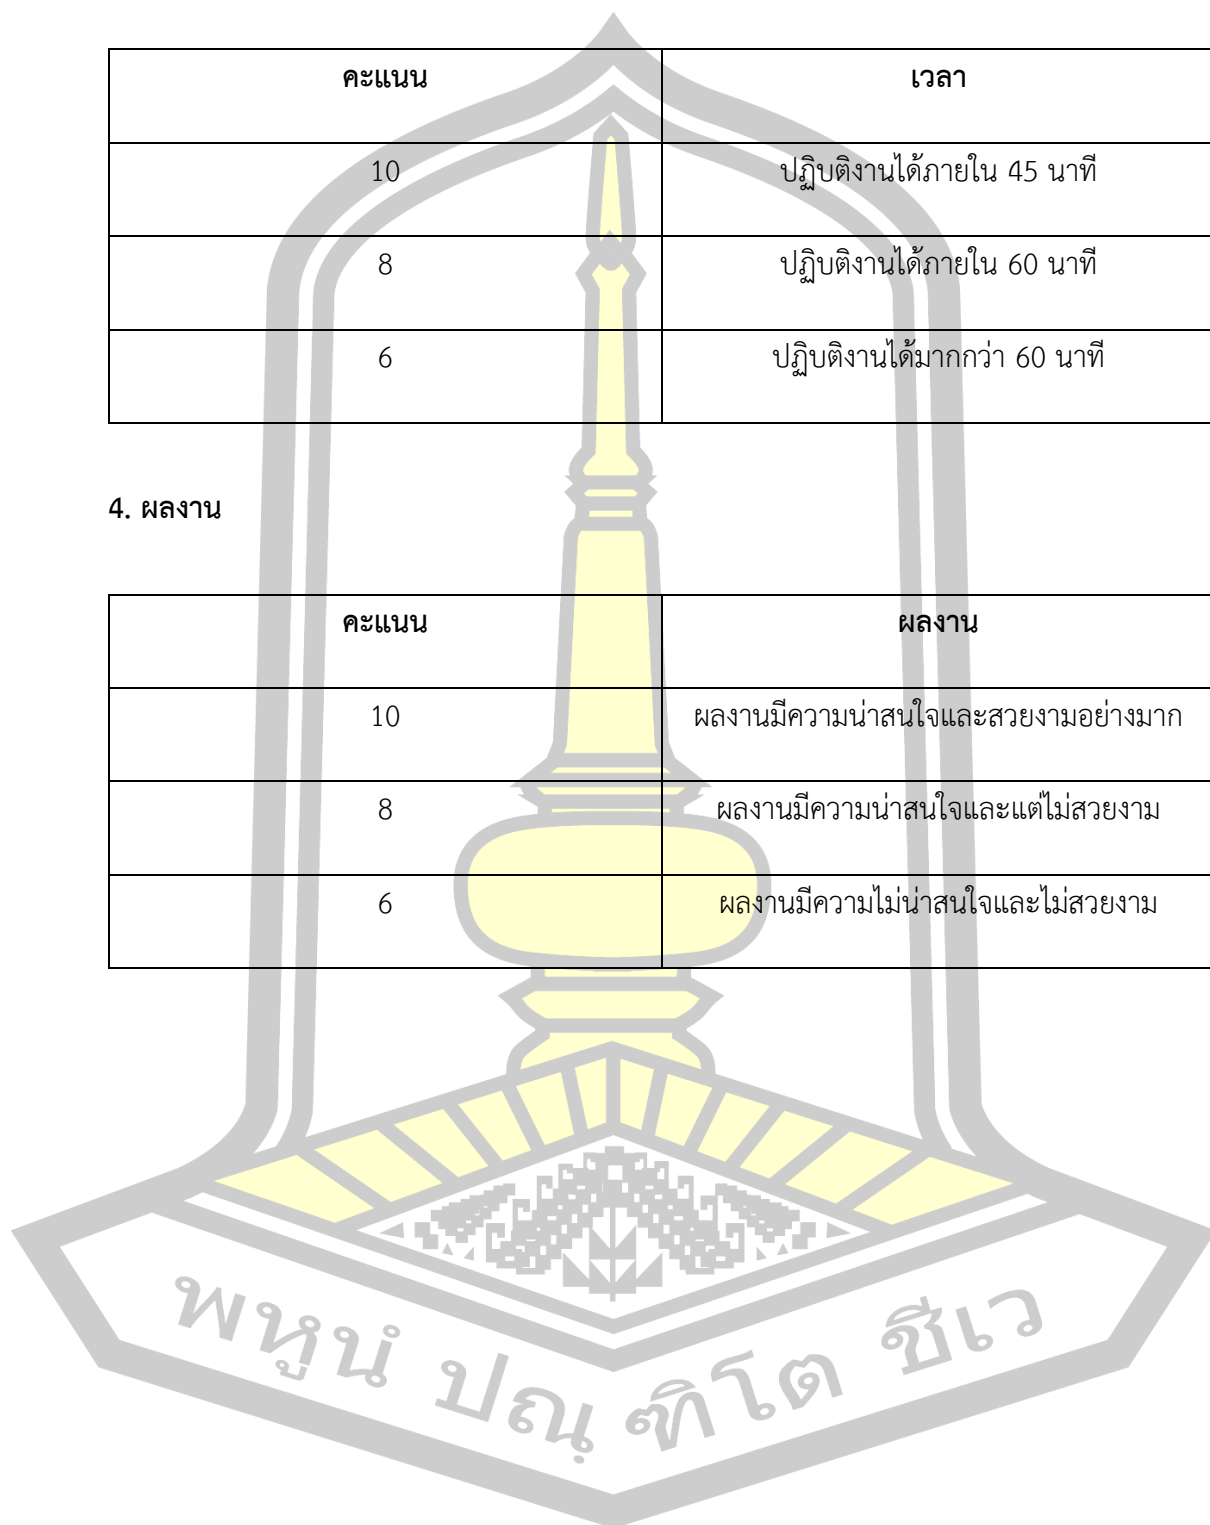 คะแนน เวลา
10 ปฏิบติงานได้ภายใน 45 นาที
8 ปฏิบติงานได้ภายใน 60 นาที
6 ปฏิบติงานได้มากกว่า 60 นาที
4. ผลงาน
คะแนน ผลงาน
10 ผลงานมีความน่าสนใจและสวยงามอย่างมาก
8 ผลงานมีความน่าสนใจและแต่ไม่สวยงาม
6 ผลงานมีความไม่น่าสนใจและไม่สวยงาม
พหูนํ ปณฺ ฑิโต ชีเว